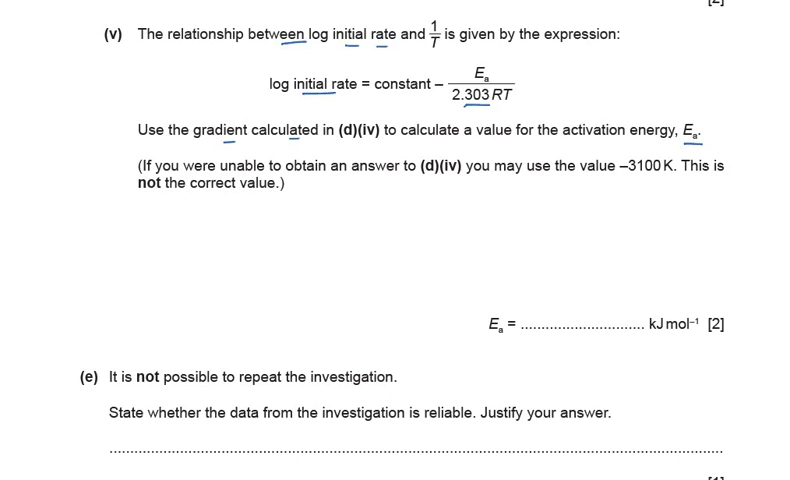 (v) The relationship between log initial rate and 1/T is given by the expression:
log initial rate = constant – Eₐ / 2.303RT
Use the gradient calculated in (d)(iv) to calculate a value for the activation energy, Eₐ.
(If you were unable to obtain an answer to (d)(iv) you may use the value –3100K. This is
not the correct value.)
Eₐ = .............................. kJ mol⁻¹ [2]
(e) It is not possible to repeat the investigation.
State whether the data from the investigation is reliable. Justify your answer.